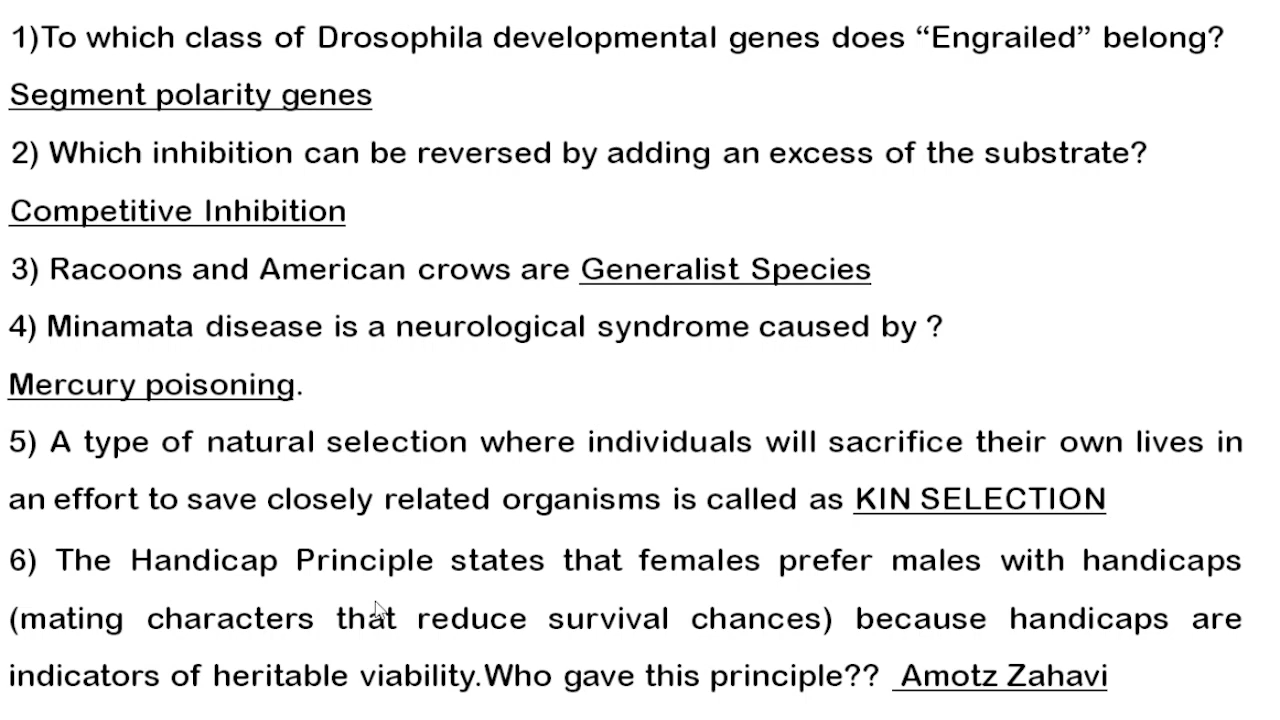 1)To which class of Drosophila developmental genes does “Engrailed” belong?
Segment polarity genes
2) Which inhibition can be reversed by adding an excess of the substrate?
Competitive Inhibition
3) Racoons and American crows are Generalist Species
4) Minamata disease is a neurological syndrome caused by ?
Mercury poisoning.
5) A type of natural selection where individuals will sacrifice their own lives in
an effort to save closely related organisms is called as KIN SELECTION
6) The Handicap Principle states that females prefer males with handicaps
(mating characters that reduce survival chances) because handicaps are
indicators of heritable viability.Who gave this principle?? Amotz Zahavi